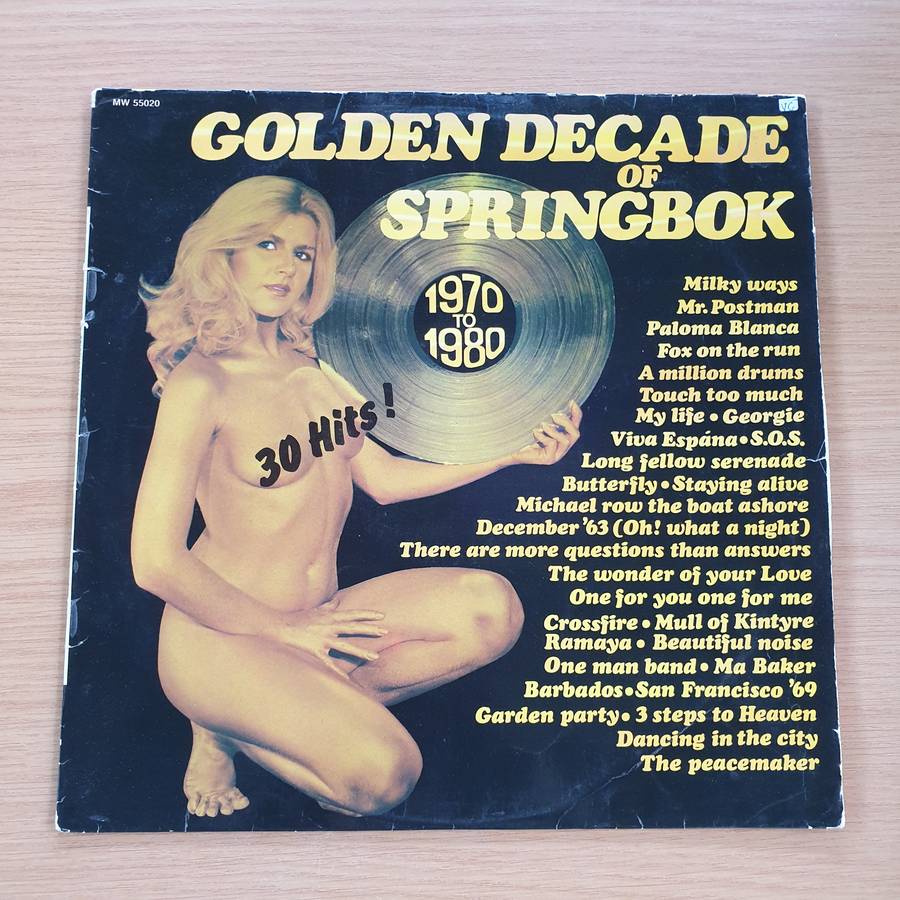 MW 55020
VG
GOLDEN DECADE
OF
SPRINGBOK
1970
TO
1980
30 Hits!
Milky ways
Mr. Postman
Paloma Blanca
Fox on the run
A million drums
Touch too much
My life • Georgie
Viva Espána • S.O.S.
Long fellow serenade
Butterfly • Staying alive
Michael row the boat ashore
December '63 (Oh! what a night)
There are more questions than answers
The wonder of your Love
One for you one for me
Crossfire • Mull of Kintyre
Ramaya • Beautiful noise
One man band • Ma Baker
Barbados • San Francisco '69
Garden party • 3 steps to Heaven
Dancing in the city
The peacemaker